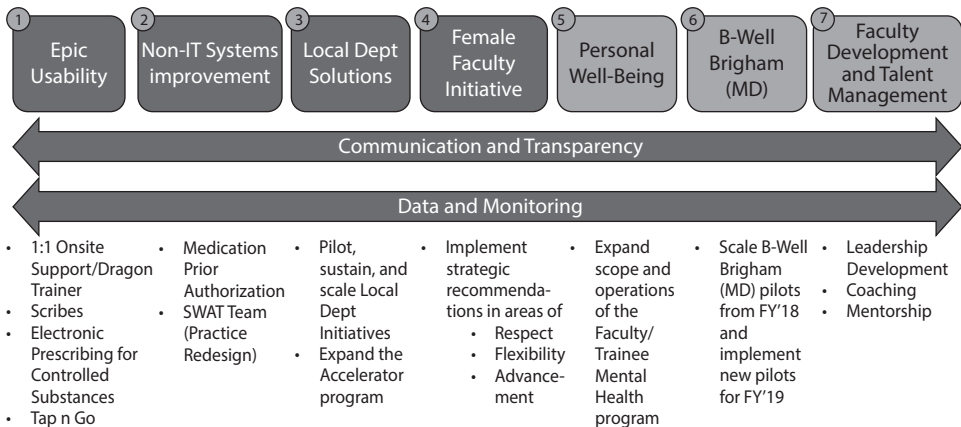 1
Epic
Usability
2
Non-IT Systems
improvement
3
Local Dept
Solutions
4
Female
Faculty
Initiative
5
Personal
Well-Being
6
B-Well
Brigham
(MD)
7
Faculty
Development
and Talent
Management
Communication and Transparency
Data and Monitoring
• 1:1 Onsite
Support/Dragon
Trainer
• Scribes
• Electronic
Prescribing for
Controlled
Substances
• Tap n Go
• Medication
Prior
Authorization
• SWAT Team
(Practice
Redesign)
• Pilot,
sustain, and
scale Local
Dept
Initiatives
• Expand the
Accelerator
program
• Implement
strategic
recommenda-
tions in areas of
• Respect
• Flexibility
• Advance-
ment
• Expand
scope and
operations
of the
Faculty/
Trainee
Mental
Health
program
• Scale B-Well
Brigham
(MD) pilots
from FY'18
and
implement
new pilots
for FY'19
• Leadership
Development
• Coaching
• Mentorship